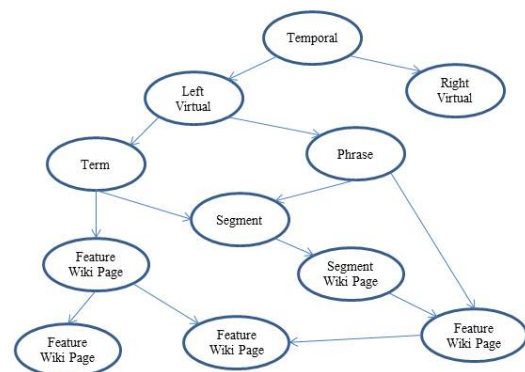 Temporal
Left
Virtual
Right
Virtual
Term
Phrase
Segment
Feature
Wiki Page
Segment
Wiki Page
Feature
Wiki Page
Feature
Wiki Page
Feature
Wiki Page